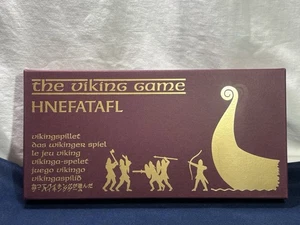 the viking game
HNEFATAFL
vikingspillet
das wikinger spiel
le jeu viking
vikinga-spelet
juego vikingo
vikingaspilið